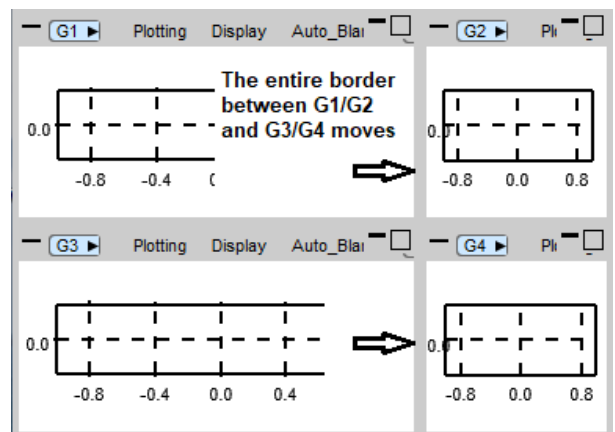 G1 Plotting Display Auto_Bla
G2 Pl
The entire border
between G1/G2
and G3/G4 moves
0.0
-0.8 -0.4
0.0
-0.8 0.0 0.8
G3 Plotting Display Auto_Bla
G4 Pl
0.0
-0.8 -0.4 0.0 0.4
0.0
-0.8 0.0 0.8